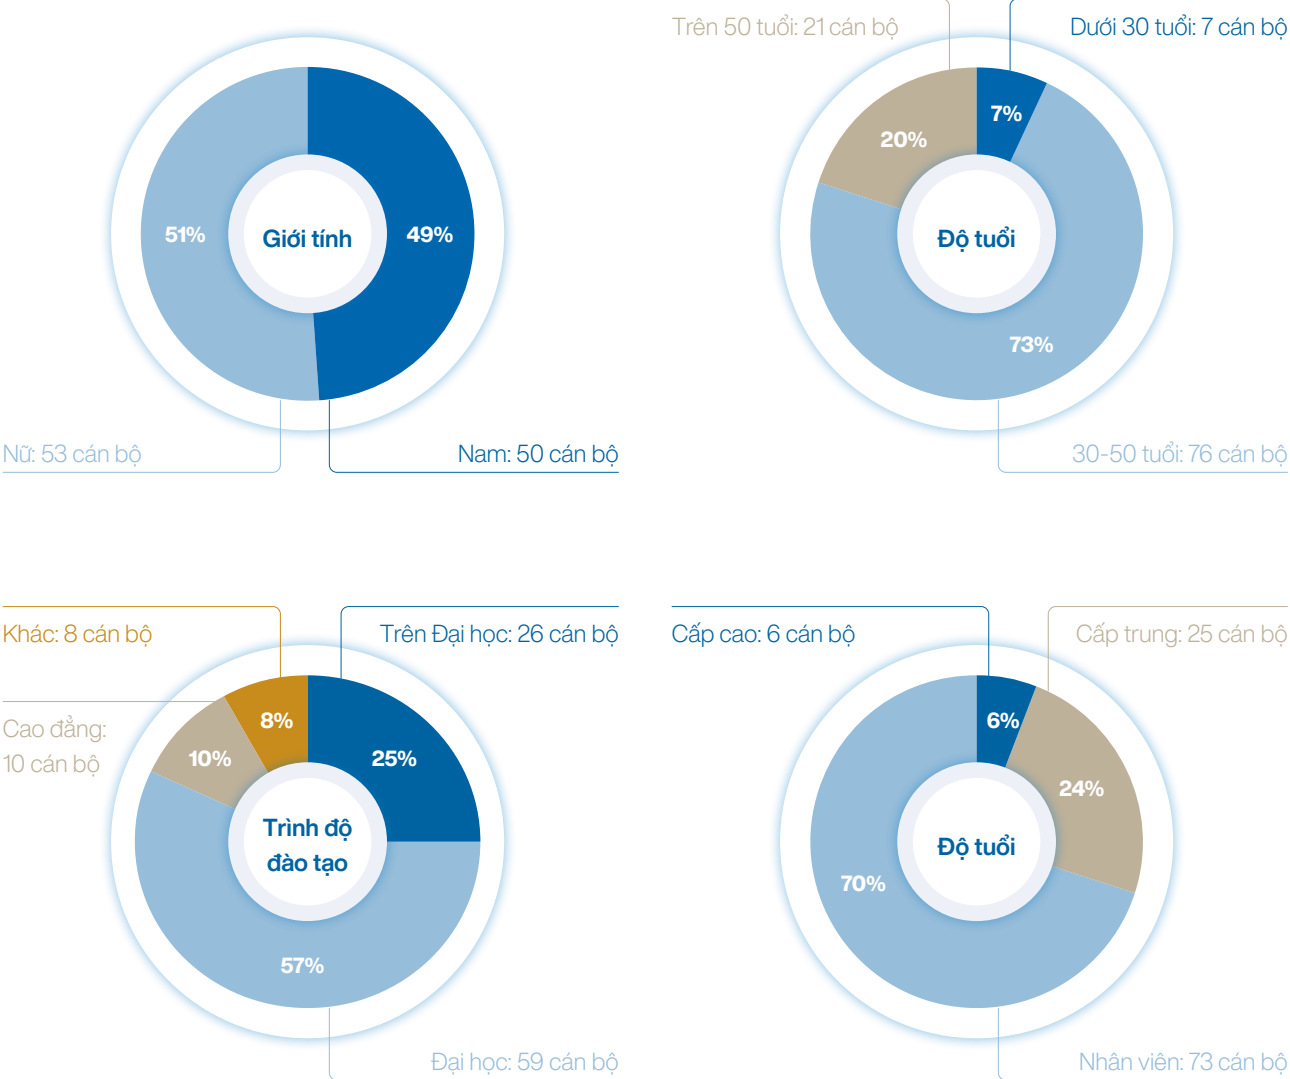 51%
Giới tính
49%
Nữ: 53 cán bộ
Nam: 50 cán bộ
Trên 50 tuổi: 21 cán bộ
Dưới 30 tuổi: 7 cán bộ
7%
20%
Độ tuổi
73%
30-50 tuổi: 76 cán bộ
Khác: 8 cán bộ
Trên Đại học: 26 cán bộ
Cao đẳng:
10 cán bộ
8%
10%
25%
Trình độ
đào tạo
57%
Đại học: 59 cán bộ
Cấp cao: 6 cán bộ
Cấp trung: 25 cán bộ
6%
24%
Độ tuổi
70%
Nhân viên: 73 cán bộ